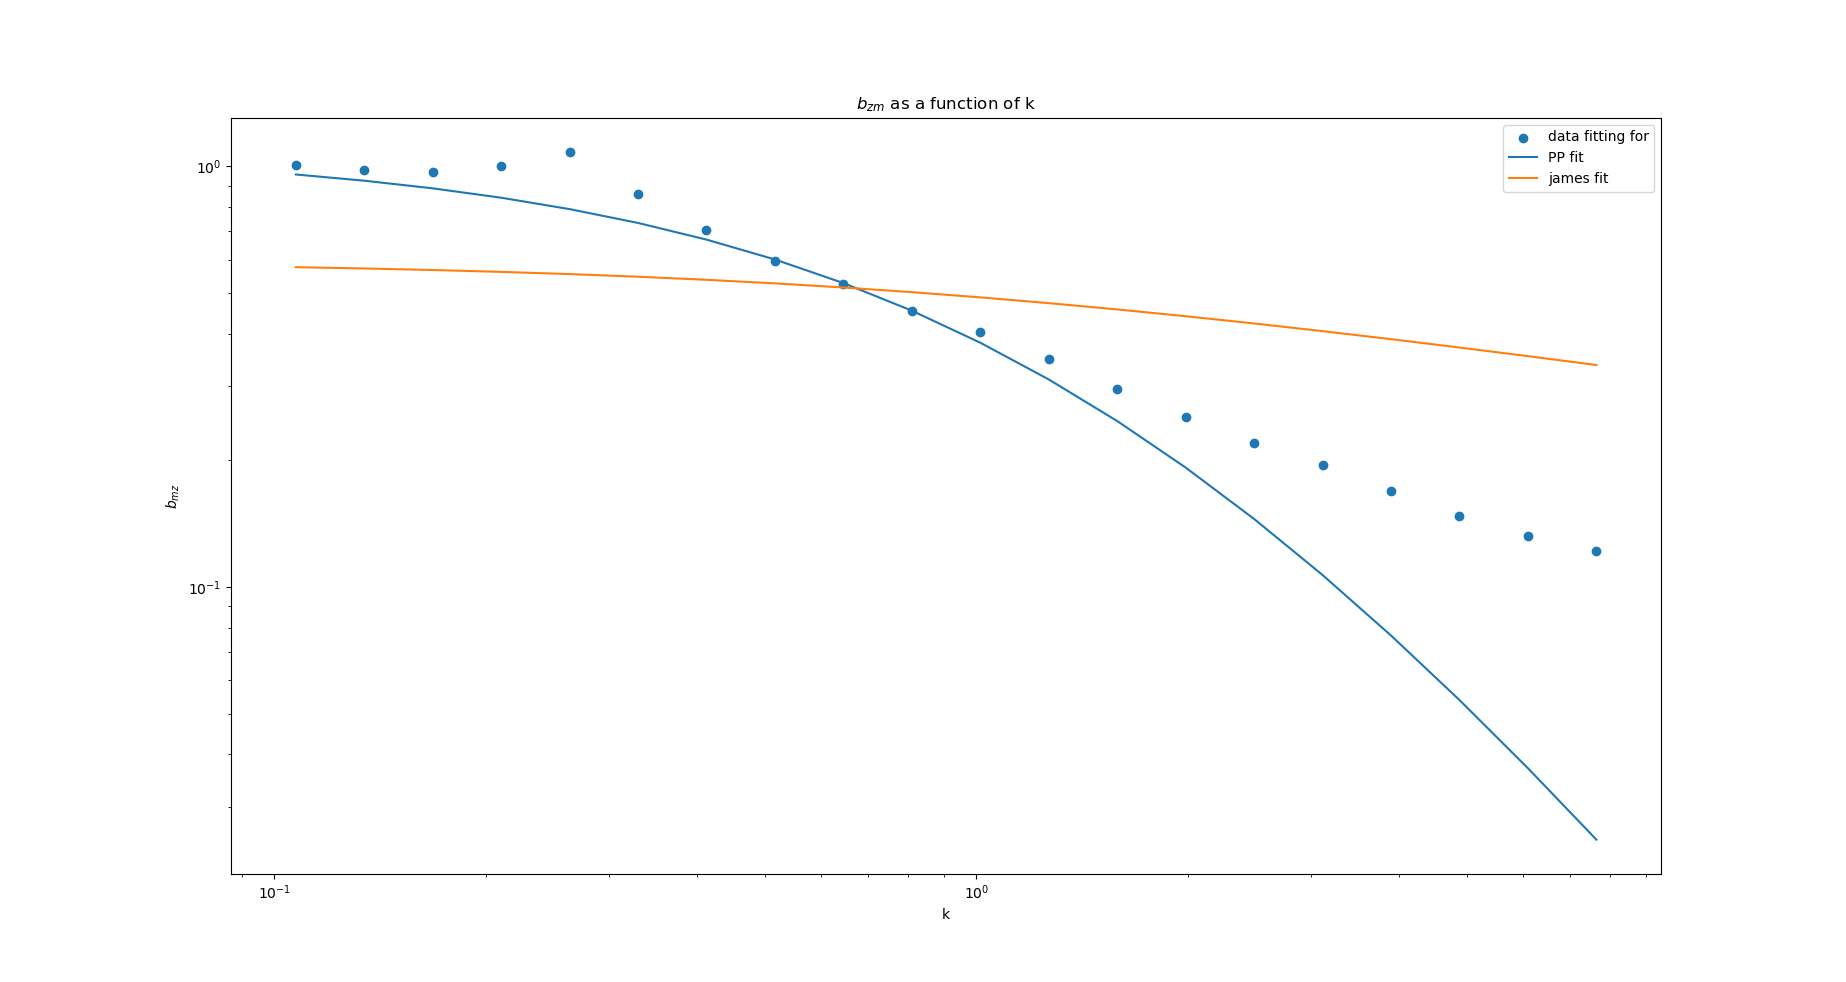 b_{zm} as a function of k
data fitting for
PP fit
james fit
10^0
10^{-1}
b_{mz}
10^{-1}
10^0
k